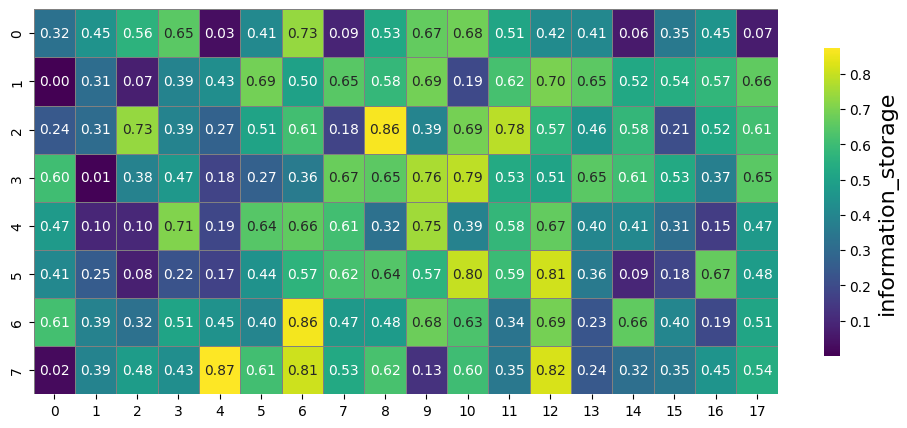 0 0.32 0.45 0.56 0.65 0.03 0.41 0.73 0.09 0.53 0.67 0.68 0.51 0.42 0.41 0.06 0.35 0.45 0.07
1 0.00 0.31 0.07 0.39 0.43 0.69 0.50 0.65 0.58 0.69 0.19 0.62 0.70 0.65 0.52 0.54 0.57 0.66
2 0.24 0.31 0.73 0.39 0.27 0.51 0.61 0.18 0.86 0.39 0.69 0.78 0.57 0.46 0.58 0.21 0.52 0.61
3 0.60 0.01 0.38 0.47 0.18 0.27 0.36 0.67 0.65 0.76 0.79 0.53 0.51 0.65 0.61 0.53 0.37 0.65
4 0.47 0.10 0.10 0.71 0.19 0.64 0.66 0.61 0.32 0.75 0.39 0.58 0.67 0.40 0.41 0.31 0.15 0.47
5 0.41 0.25 0.08 0.22 0.17 0.44 0.57 0.62 0.64 0.57 0.80 0.59 0.81 0.36 0.09 0.18 0.67 0.48
6 0.61 0.39 0.32 0.51 0.45 0.40 0.86 0.47 0.48 0.68 0.63 0.34 0.69 0.23 0.66 0.40 0.19 0.51
7 0.02 0.39 0.48 0.43 0.87 0.61 0.81 0.53 0.62 0.13 0.60 0.35 0.82 0.24 0.32 0.35 0.45 0.54
0 1 2 3 4 5 6 7 8 9 10 11 12 13 14 15 16 17
0.8
0.7
0.6
0.5
0.4
0.3
0.2
0.1
information_storage